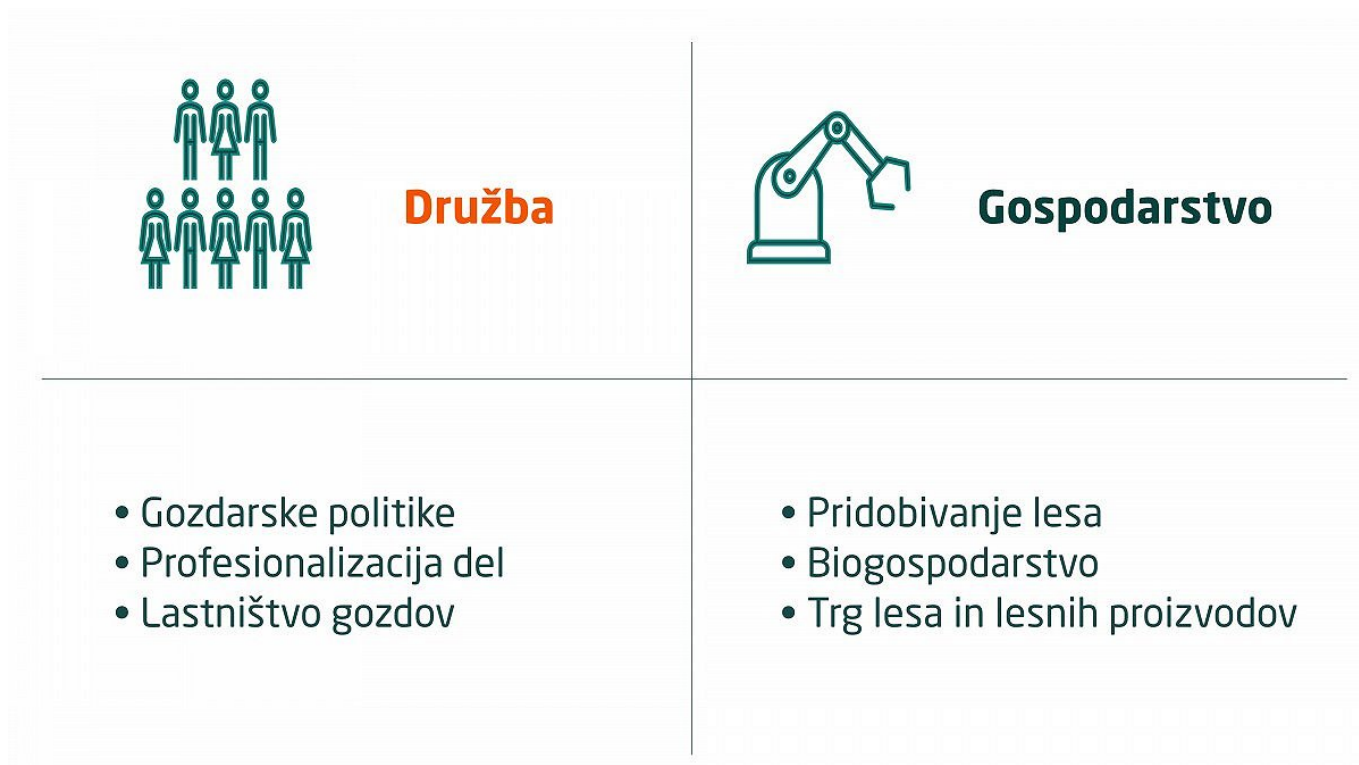 Družba
Gospodarstvo
• Gozdarske politike
• Profesionalizacija del
• Lastništvo gozdov
• Pridobivanje lesa
• Biogospodarstvo
• Trg lesa in lesnih proizvodov